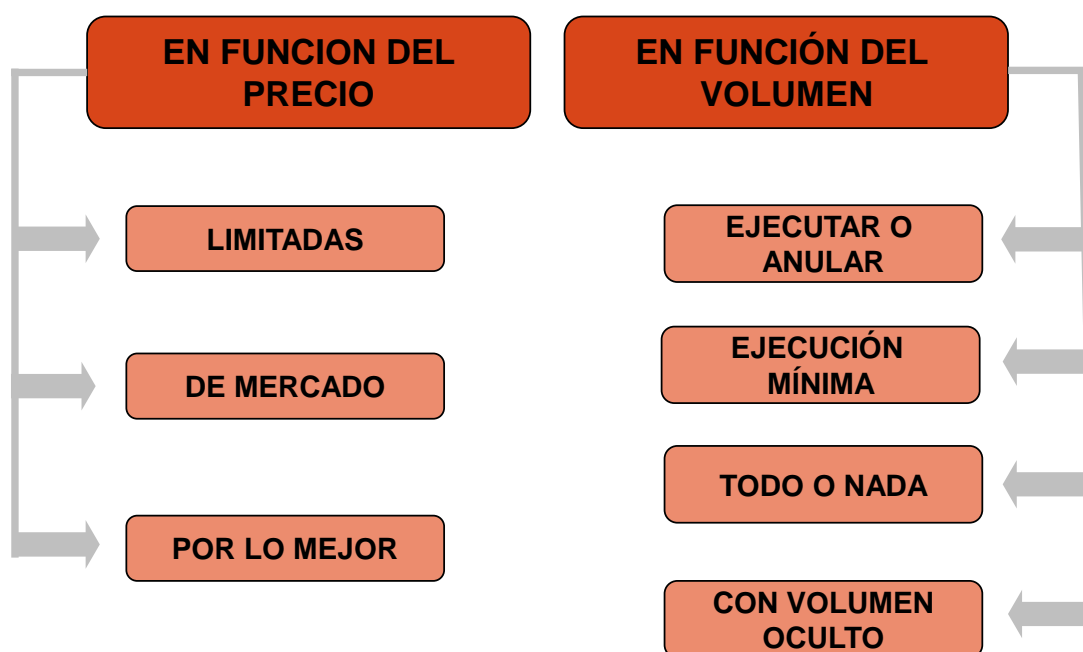 EN FUNCION DEL
PRECIO
LIMITADAS
DE MERCADO
POR LO MEJOR
EN FUNCIÓN DEL
VOLUMEN
EJECUTAR O
ANULAR
EJECUCIÓN
MÍNIMA
TODO O NADA
CON VOLUMEN
OCULTO